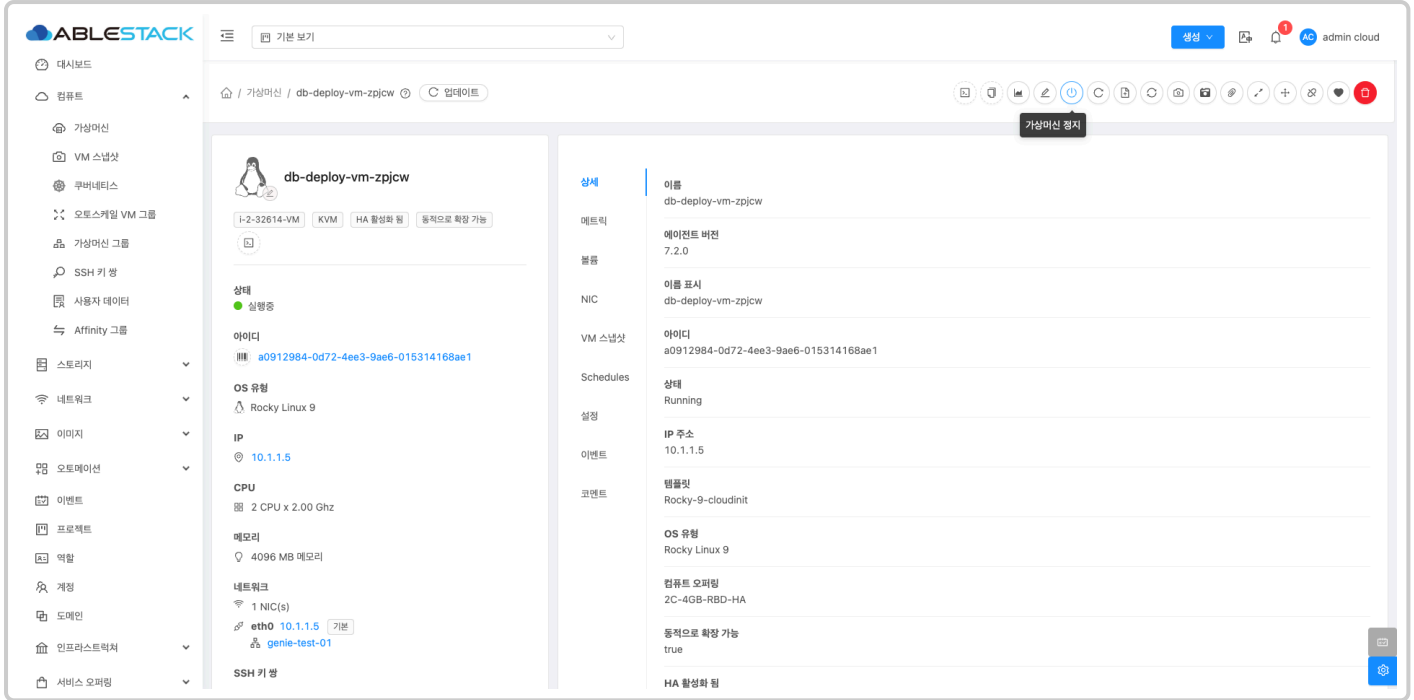 ABLESTACK
기본 보기
생성
1
AC admin cloud
대시보드
컴퓨트
가상머신
VM 스냅샷
쿠버네티스
오토스케일 VM 그룹
가상머신 그룹
SSH 키 쌍
사용자 데이터
Affinity 그룹
스토리지
네트워크
이미지
오토메이션
이벤트
프로젝트
역할
계정
도메인
인프라스트럭쳐
서비스 오퍼링
/ 가상머신 / db-deploy-vm-zpjcw
업데이트
가상머신 정지
db-deploy-vm-zpjcw
i-2-32614-VM KVM HA 활성화 됨 동적으로 확장 가능
상태
실행중
아이디
a0912984-0d72-4ee3-9ae6-015314168ae1
OS 유형
Rocky Linux 9
IP
10.1.1.5
CPU
2 CPU x 2.00 Ghz
메모리
4096 MB 메모리
네트워크
1 NIC(s)
eth0 10.1.1.5 기본
genie-test-01
SSH 키 쌍
상세
메트릭
볼륨
NIC
VM 스냅샷
Schedules
설정
이벤트
코멘트
이름
db-deploy-vm-zpjcw
에이전트 버전
7.2.0
이름 표시
db-deploy-vm-zpjcw
아이디
a0912984-0d72-4ee3-9ae6-015314168ae1
상태
Running
IP 주소
10.1.1.5
템플릿
Rocky-9-cloudinit
OS 유형
Rocky Linux 9
컴퓨트 오퍼링
2C-4GB-RBD-HA
동적으로 확장 가능
true
HA 활성화 됨